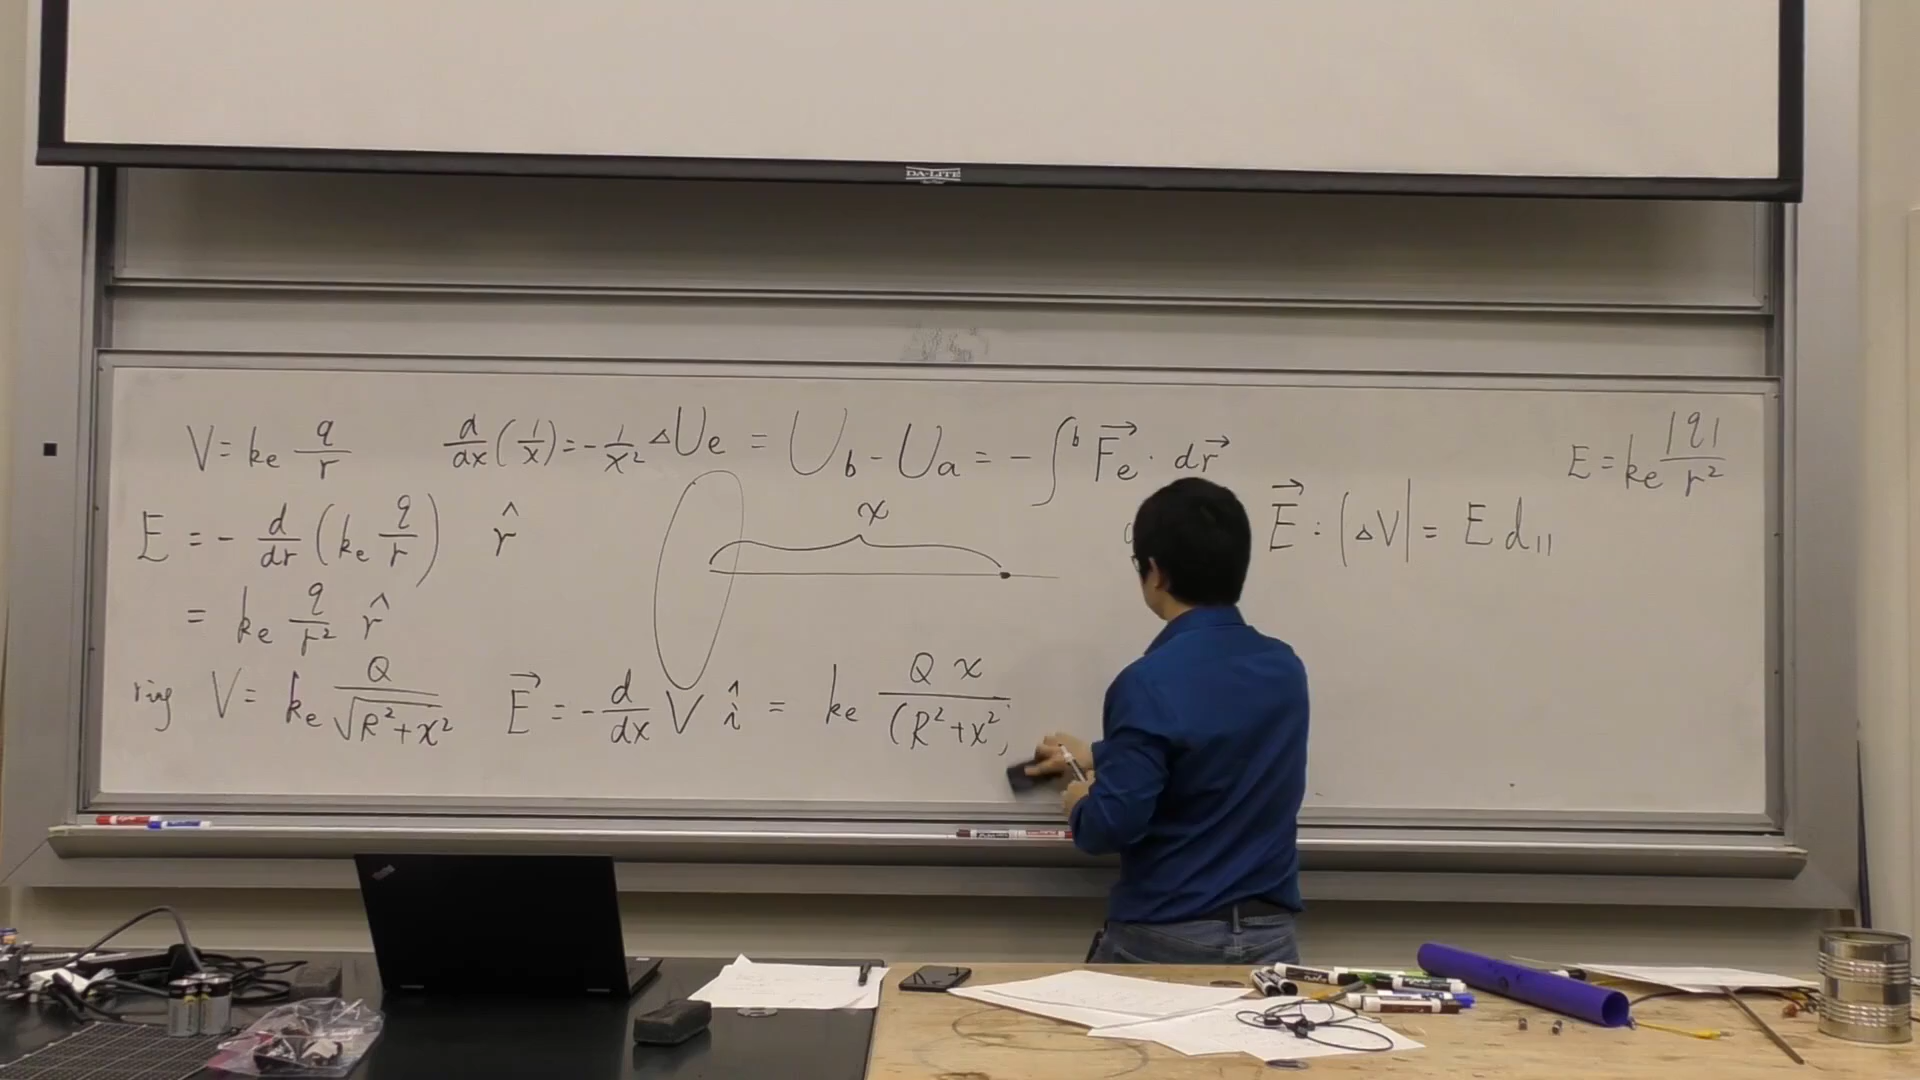 DA-LITE
V = ke q/r
d/dx (1/x) = - 1/x²
ΔUe = Ub - Ua = - ∫ᵇ F⃗e · dr⃗
E = ke |q|/r²
E = - d/dr (ke q/r) r̂
x
E⃗ : |ΔV| = E d∥
= ke q/r² r̂
ring V = ke Q/√(R²+x²)
E⃗ = - d/dx V î = ke Q x/(R²+x²)